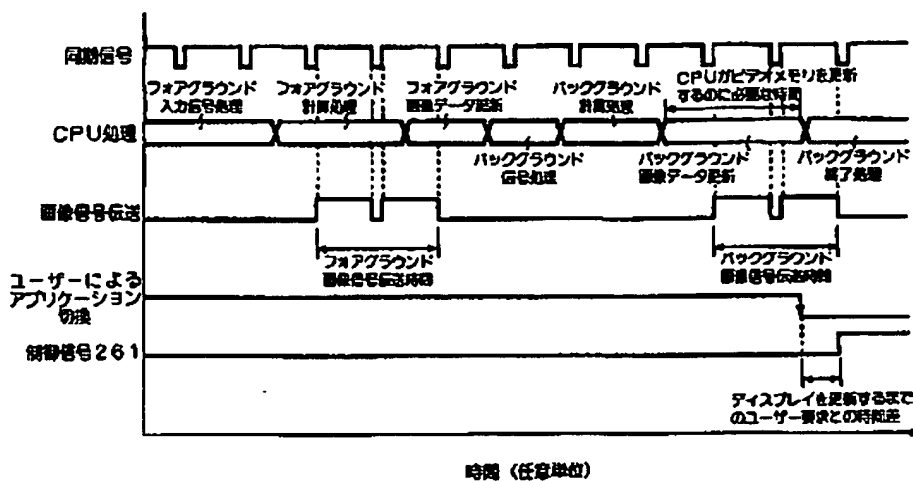 同期信号
フォアグラウンド
入力信号処理
フォアグラウンド
計算処理
フォアグラウンド
画像データ更新
バックグラウンド
計算処理
CPUがビデオメモリを更新
するのに必要な時間
CPU処理
バックグラウンド
信号処理
バックグラウンド
画像データ更新
バックグラウンド
終了処理
画像信号伝送
フォアグラウンド
画像信号伝送時間
バックグラウンド
画像信号伝送時間
ユーザーによる
アプリケーション
切換
制御信号261
ディスプレイを更新するまで
のユーザー要求との時間差
時間（任意単位）